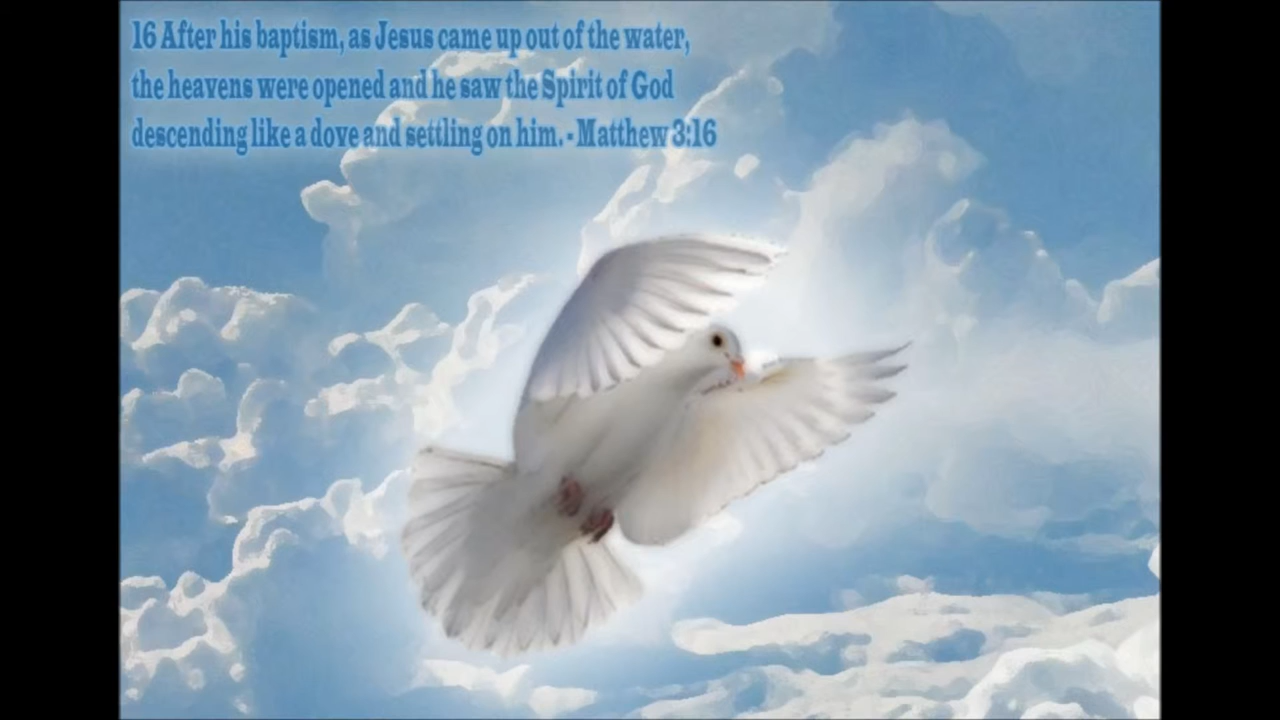 16 After his baptism, as Jesus came up out of the water,
the heavens were opened and he saw the Spirit of God
descending like a dove and settling on him. - Matthew 3:16